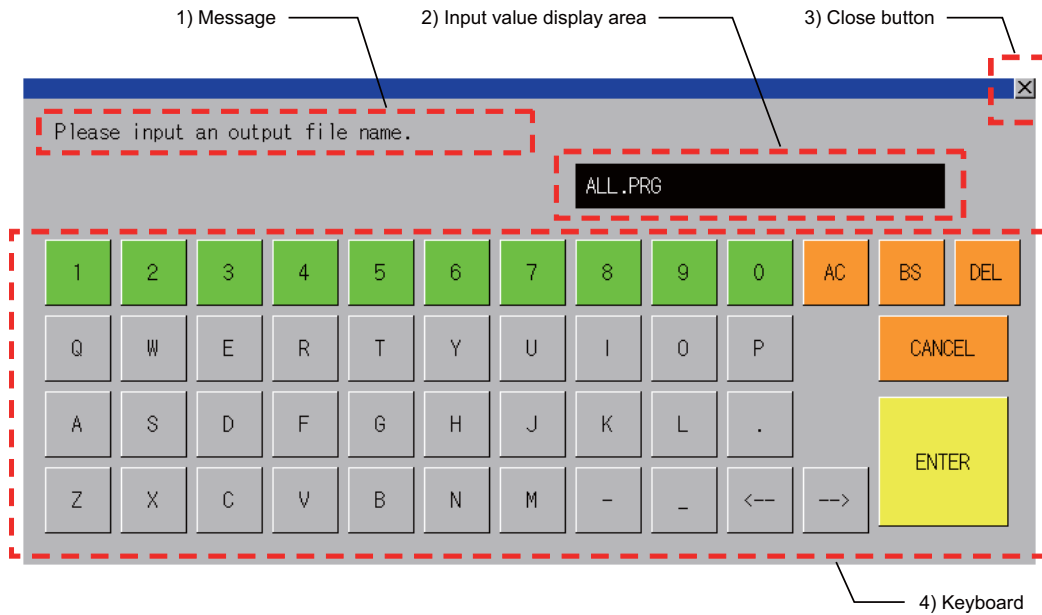 1) Message
2) Input value display area
3) Close button
Please input an output file name.
ALL.PRG
1 2 3 4 5 6 7 8 9 0 AC BS DEL
Q W E R T Y U I O P CANCEL
A S D F G H J K L .
ENTER
Z X C V B N M - _ <-- -->
4) Keyboard